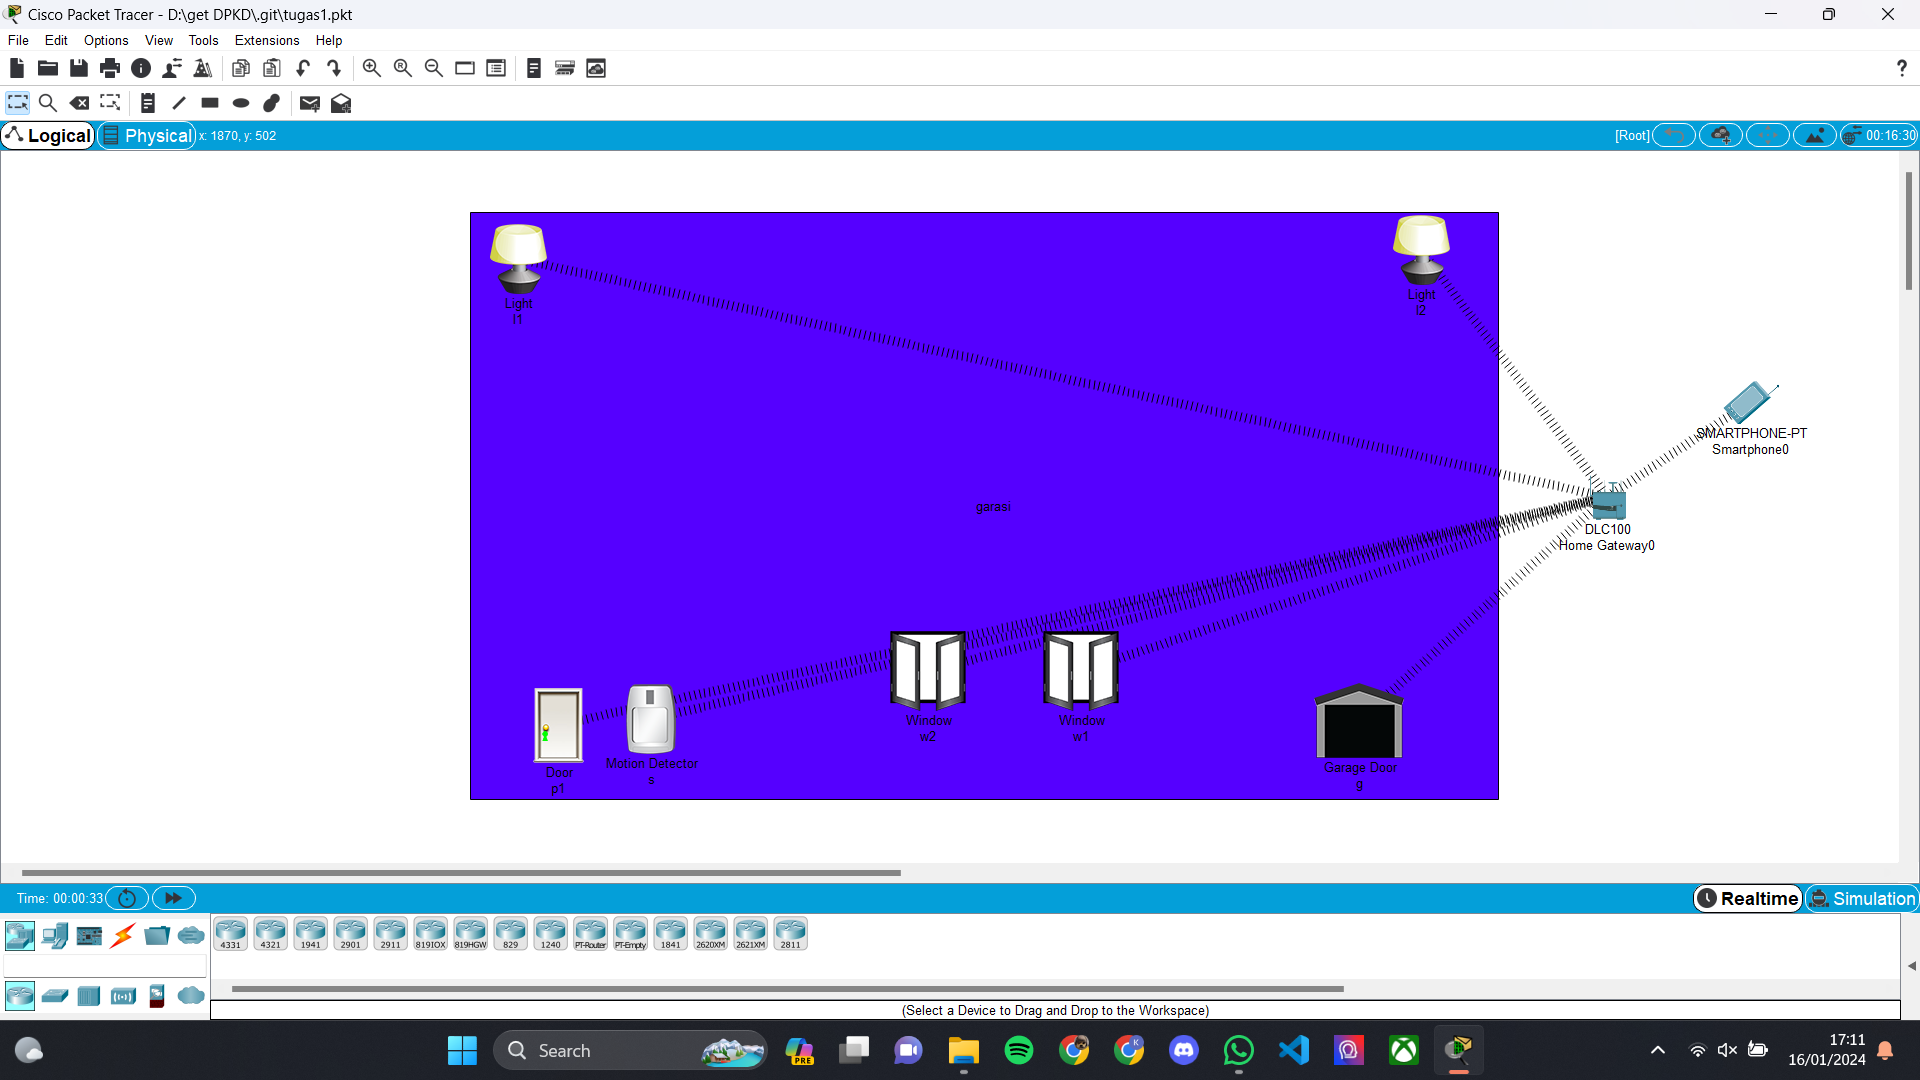 Cisco Packet Tracer - D:\get DPKD\.git\tugas1.pkt
File Edit Options View Tools Extensions Help
?
Logical Physical x: 1870, y: 502 [Root] 00:16:30
Light
l1
Light
l2
SMARTPHONE-PT
Smartphone0
garasi
DLC100
Home Gateway0
Window
w2
Window
w1
Door
p1
Motion Detector
s
Garage Door
g
Time: 00:00:33 Realtime Simulation
4331 4321 1941 2901 2911 819IOX 819HGW 829 1240 PT-Router PT-Empty 1841 2620XM 2621XM 2811
(Select a Device to Drag and Drop to the Workspace)
Search
PRE
17:11
16/01/2024